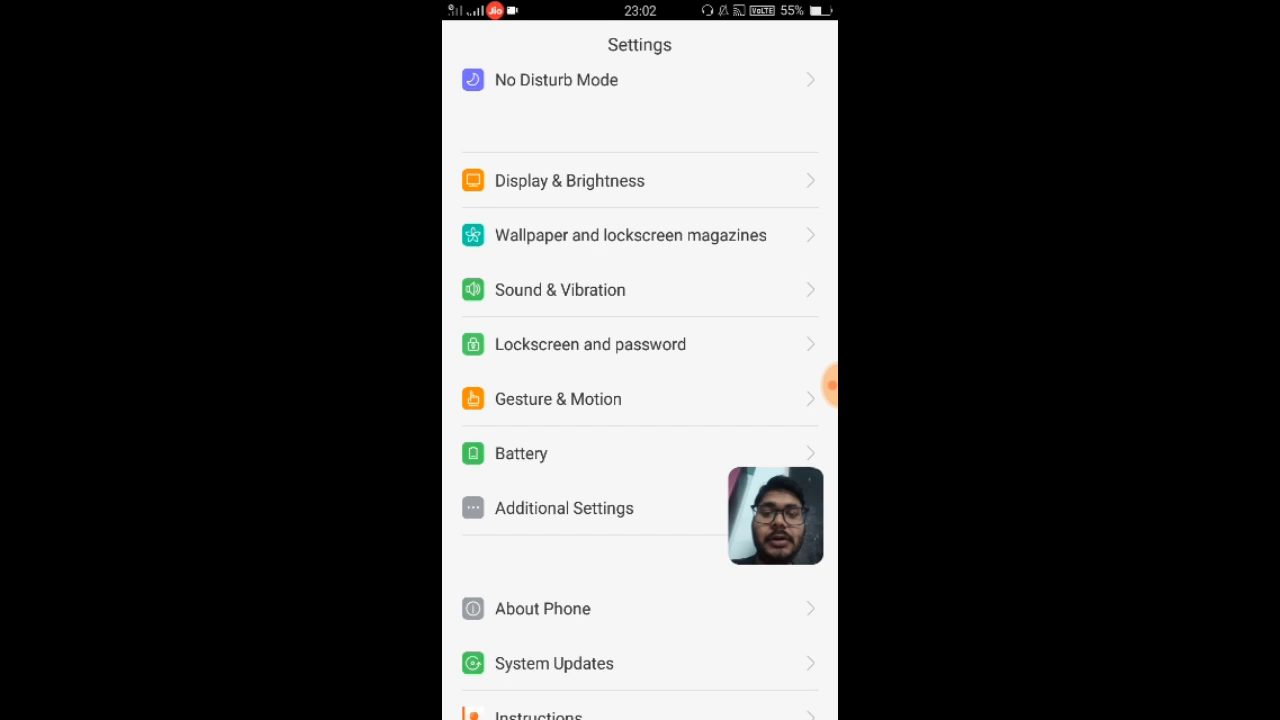 Jio 23:02 VoLTE 55%
Settings
No Disturb Mode
Display & Brightness
Wallpaper and lockscreen magazines
Sound & Vibration
Lockscreen and password
Gesture & Motion
Battery
Additional Settings
About Phone
System Updates
Instructions